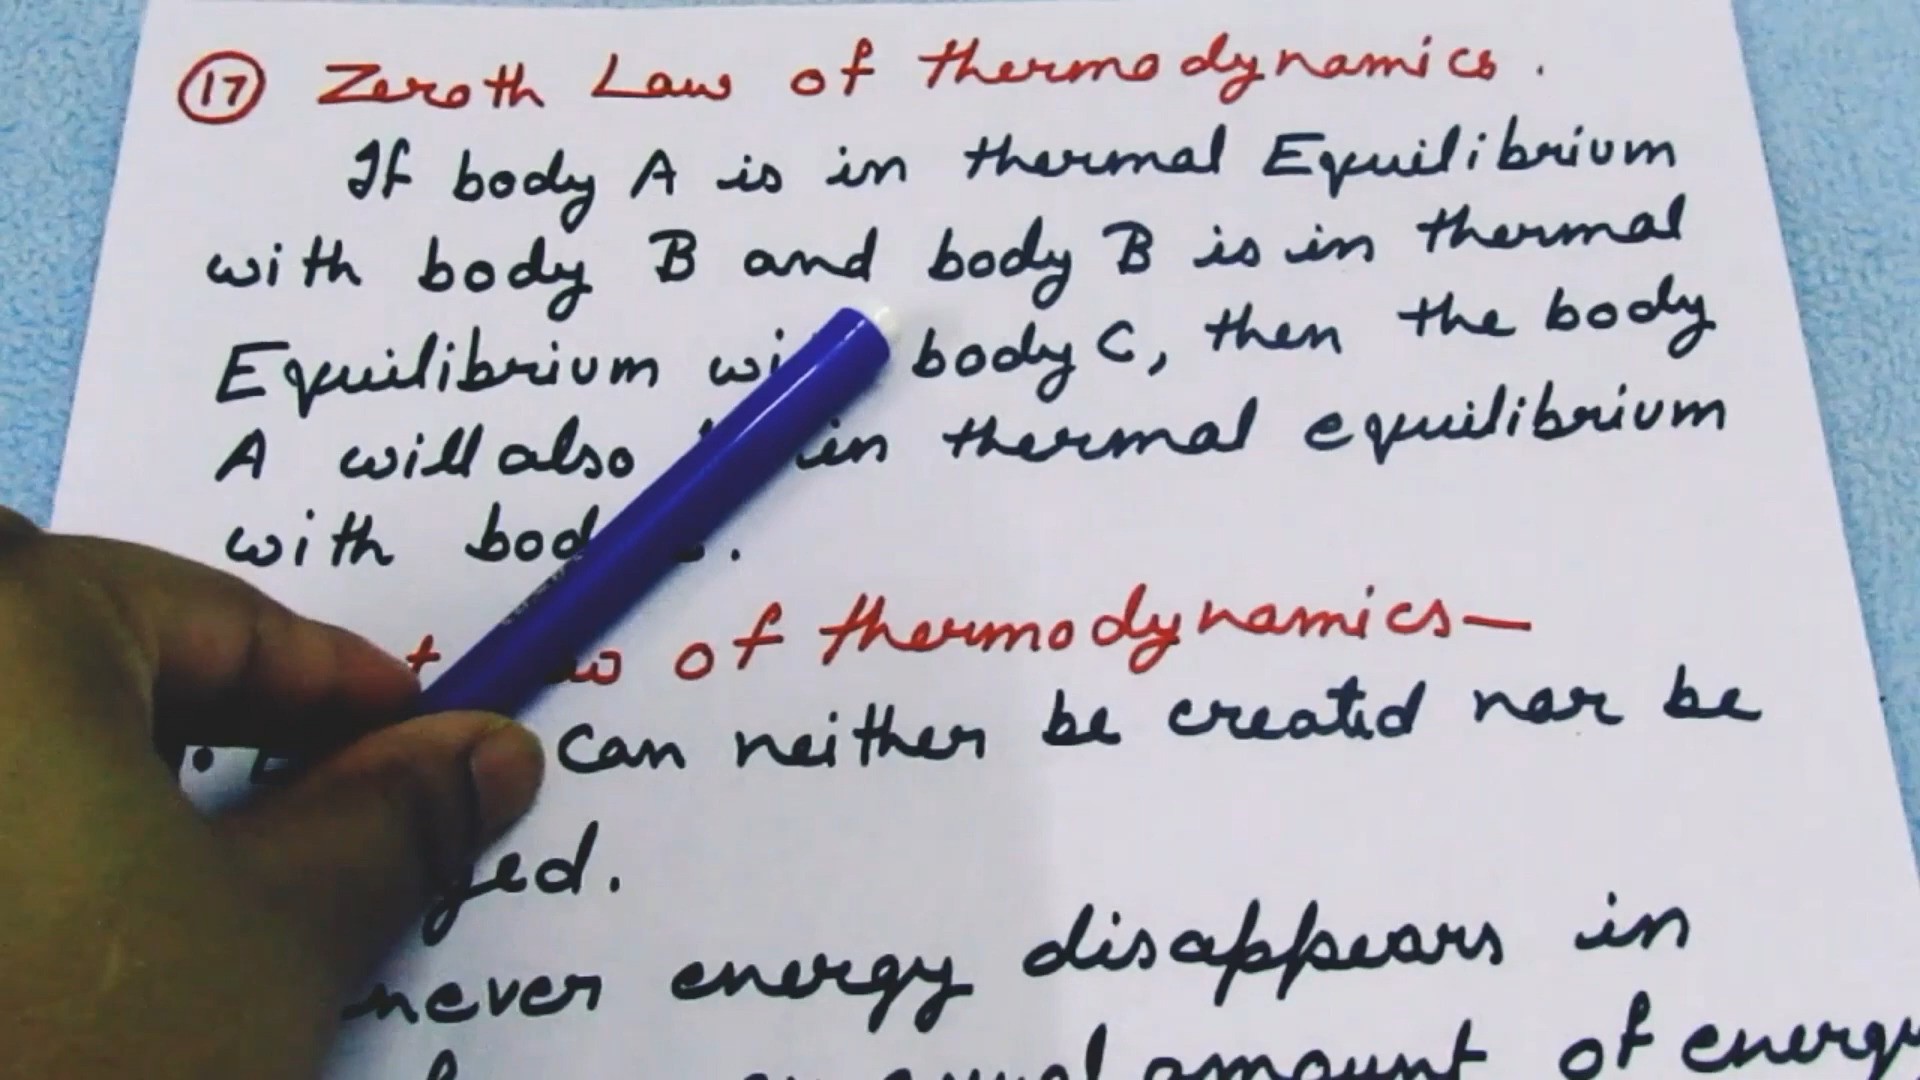 17 Zeroth Law of thermodynamics.
If body A is in thermal Equilibrium
with body B and body B is in thermal
Equilibrium body C, then the body
A will also in thermal equilibrium
with .
of thermodynamics—
can neither be created nor be
energy disappears in
amount of energy